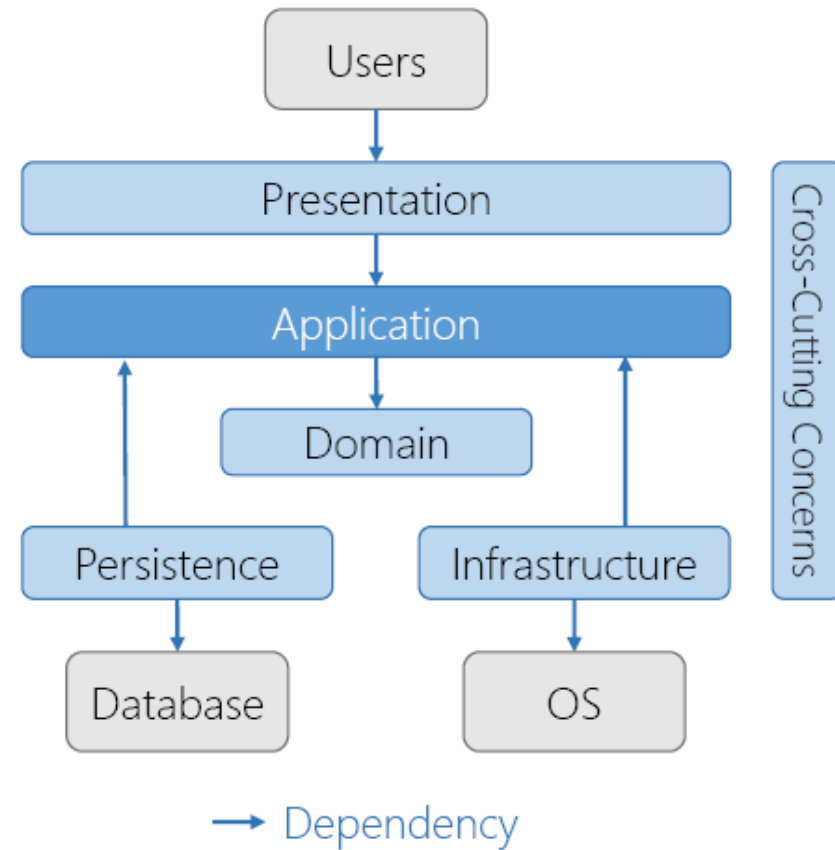 Users
Presentation
Cross-Cutting Concerns
Application
Domain
Persistence
Infrastructure
Database
OS
Dependency